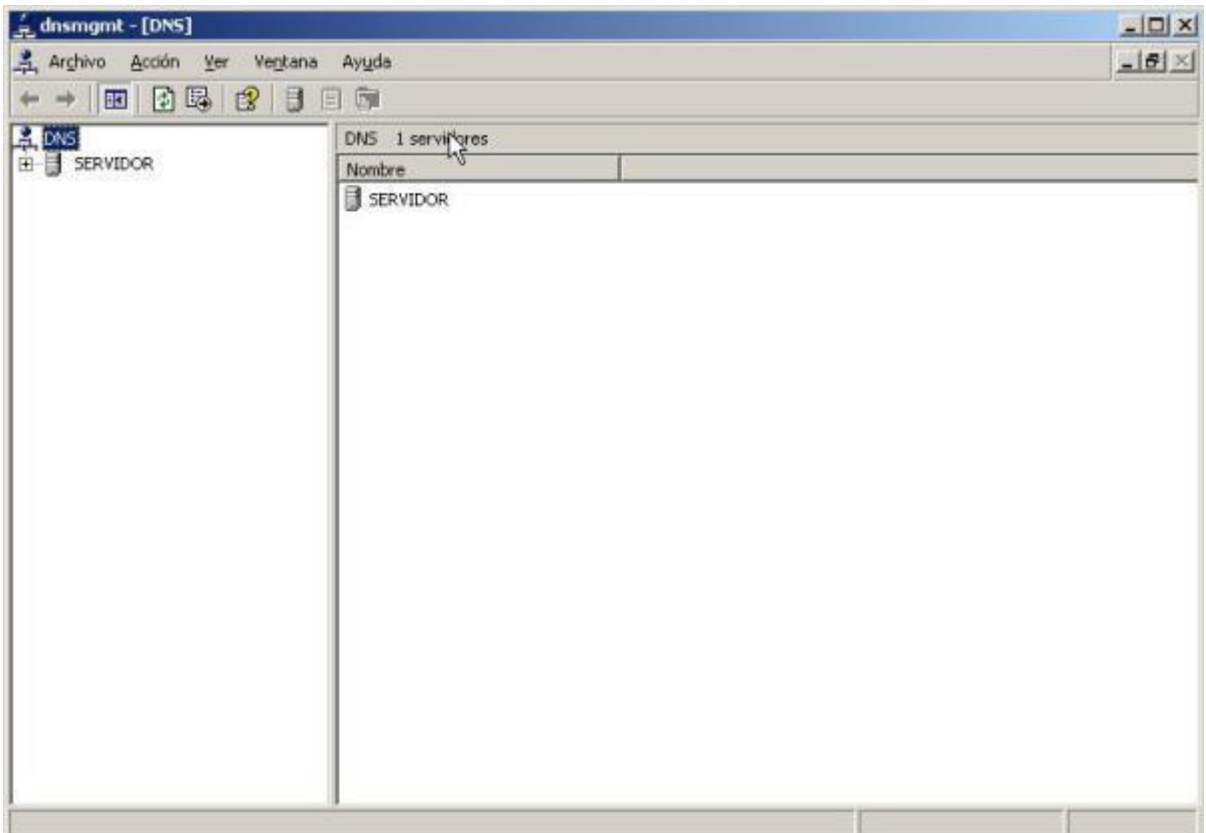 dnsmgmt - [DNS]
Archivo Acción Ver Ventana Ayuda
DNS
SERVIDOR
DNS 1 servidores
Nombre
SERVIDOR